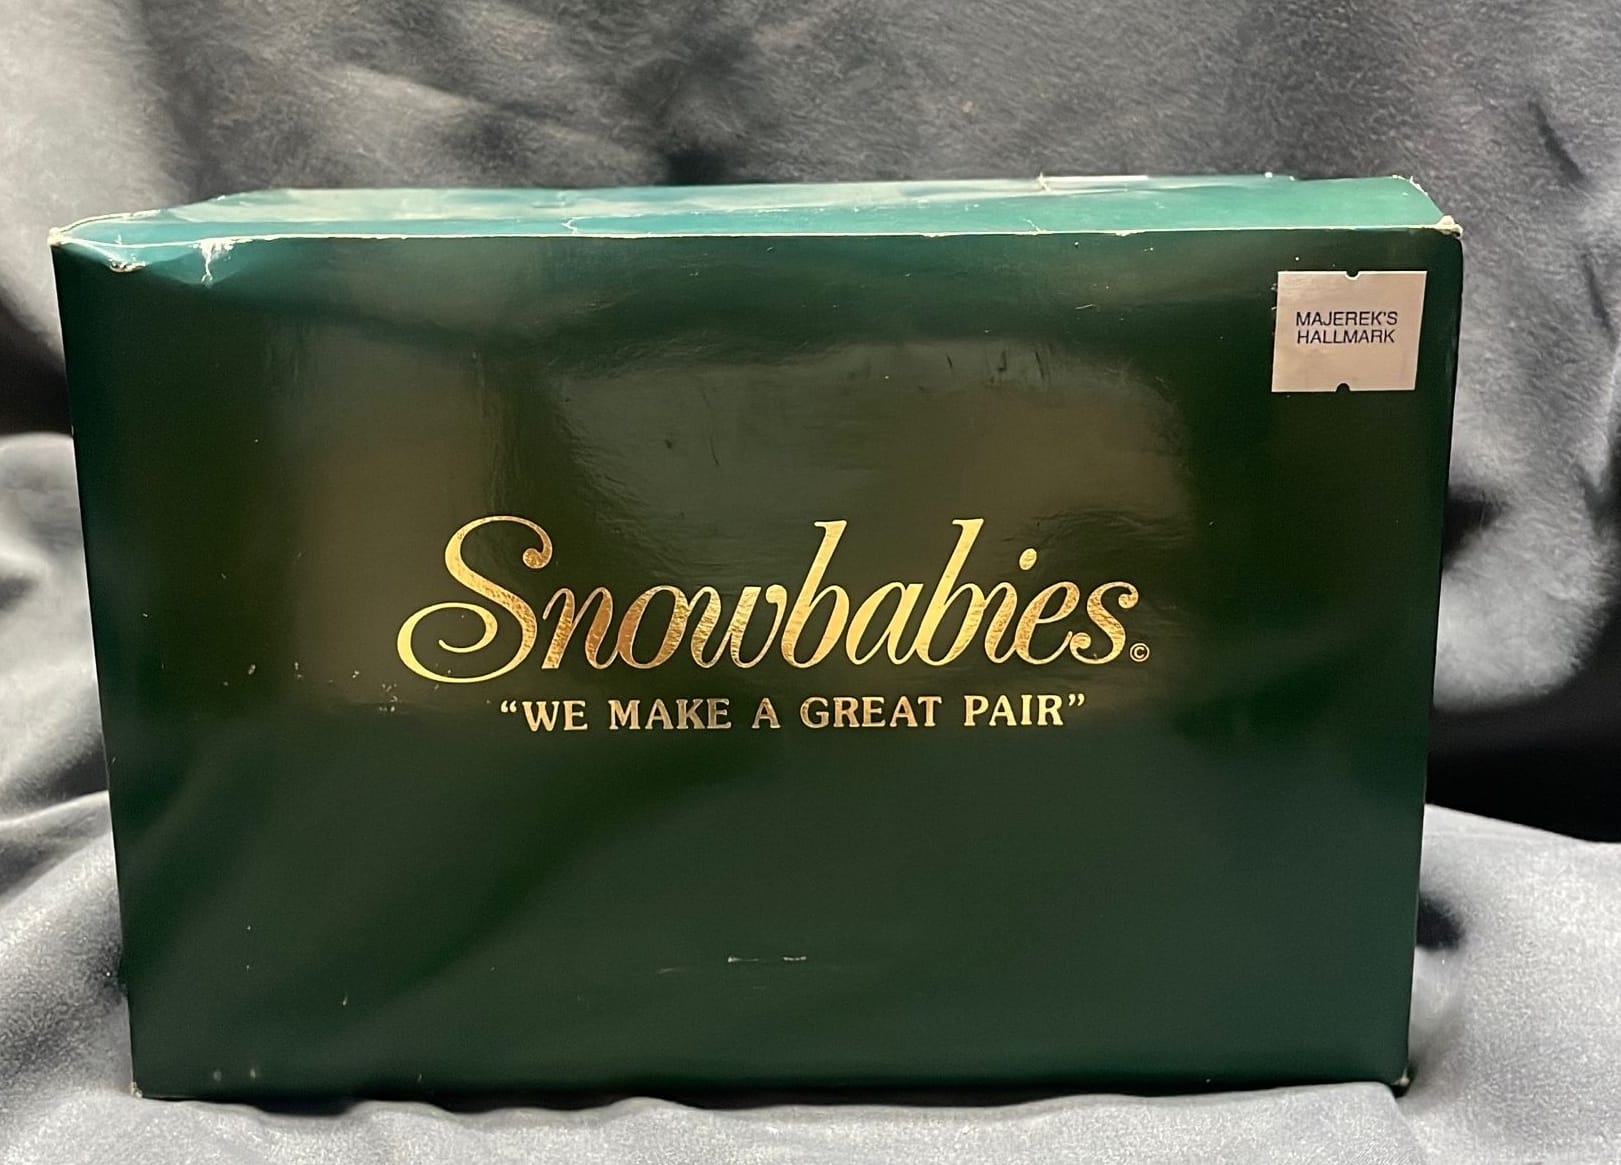 MAJEREK'S
HALLMARK
Snowbabies©
“WE MAKE A GREAT PAIR”